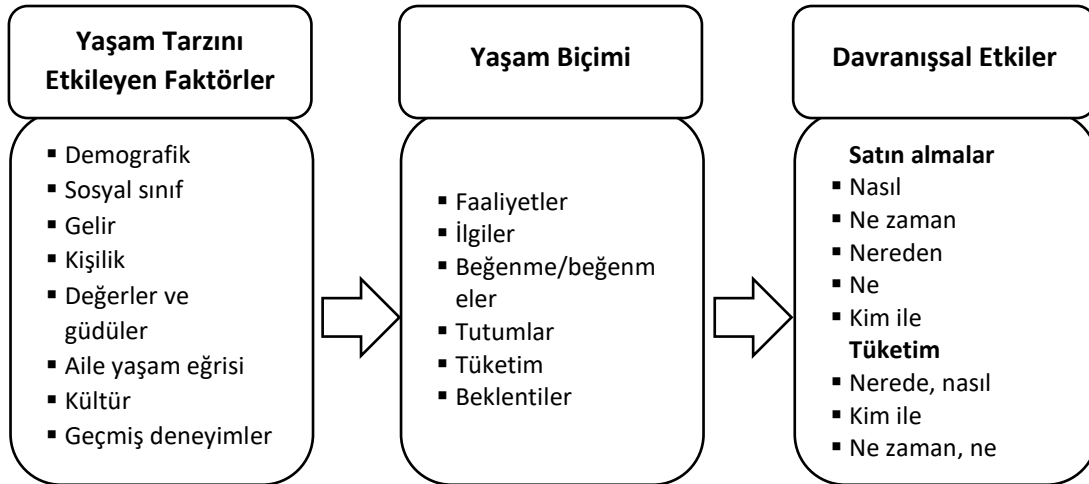 Yaşam Tarzını
Etkileyen Faktörler
▪ Demografik
▪ Sosyal sınıf
▪ Gelir
▪ Kişilik
▪ Değerler ve
güdüler
▪ Aile yaşam eğrisi
▪ Kültür
▪ Geçmiş deneyimler
Yaşam Biçimi
▪ Faaliyetler
▪ İlgiler
▪ Beğenme/beğenm
eler
▪ Tutumlar
▪ Tüketim
▪ Beklentiler
Davranışsal Etkiler
Satın almalar
▪ Nasıl
▪ Ne zaman
▪ Nereden
▪ Ne
▪ Kim ile
Tüketim
▪ Nerede, nasıl
▪ Kim ile
▪ Ne zaman, ne